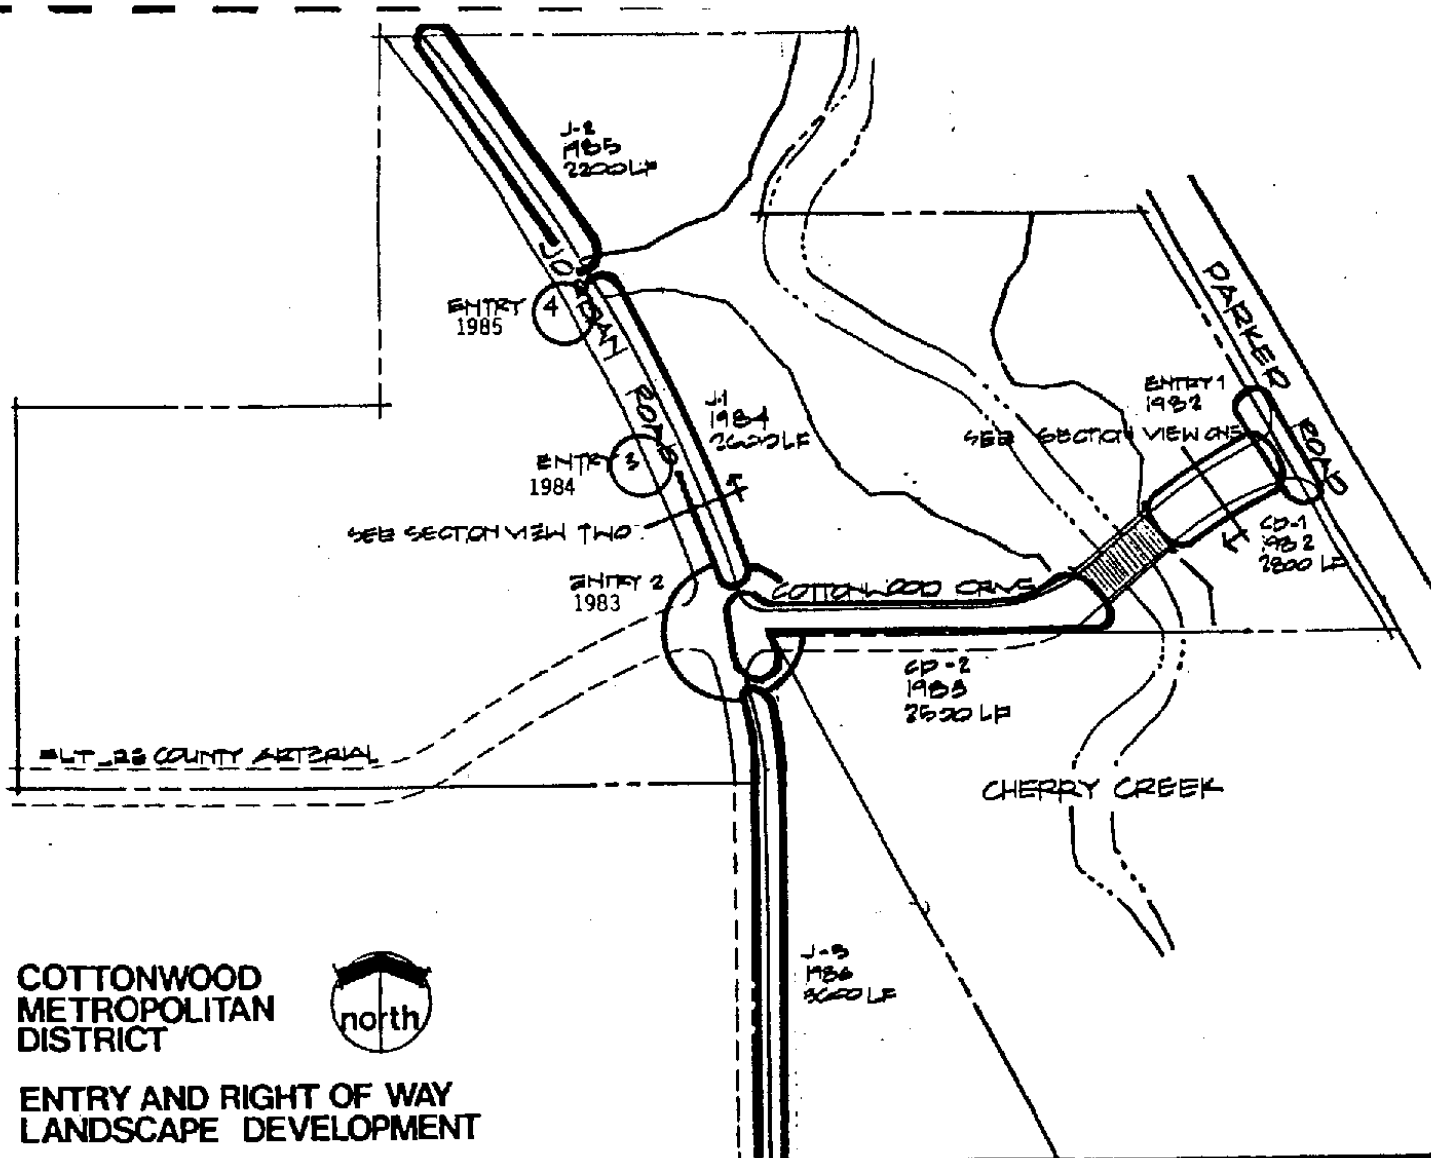 J-2
1985
2200 LF
JORDAN ROAD
ENTRY 4
1985
PARKER ROAD
ENTRY 1
1982
SEE SECTION VIEW ONE
J-1
1984
2600 LF
ENTRY 3
1984
SEE SECTION VIEW TWO
CD-1
1982
2800 LF
ENTRY 2
1983
COTTONWOOD DRIVE
CD-2
1983
2500 LF
COUNTY ARTERIAL
CHERRY CREEK
J-3
1986
3600 LF
COTTONWOOD
METROPOLITAN
DISTRICT
north
ENTRY AND RIGHT OF WAY
LANDSCAPE DEVELOPMENT